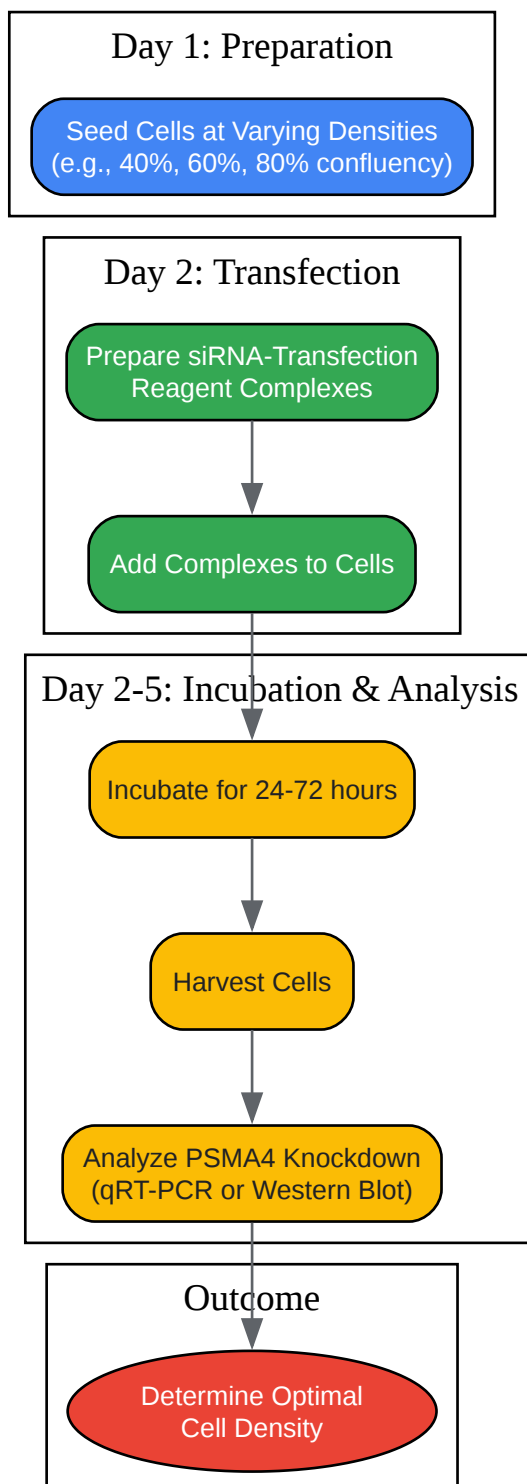 Day 1: Preparation
Seed Cells at Varying Densities
(e.g., 40%, 60%, 80% confluency)
Day 2: Transfection
Prepare siRNA-Transfection
Reagent Complexes
Add Complexes to Cells
Day 2-5: Incubation & Analysis
Incubate for 24-72 hours
Harvest Cells
Analyze PSMA4 Knockdown
(qRT-PCR or Western Blot)
Outcome
Determine Optimal
Cell Density